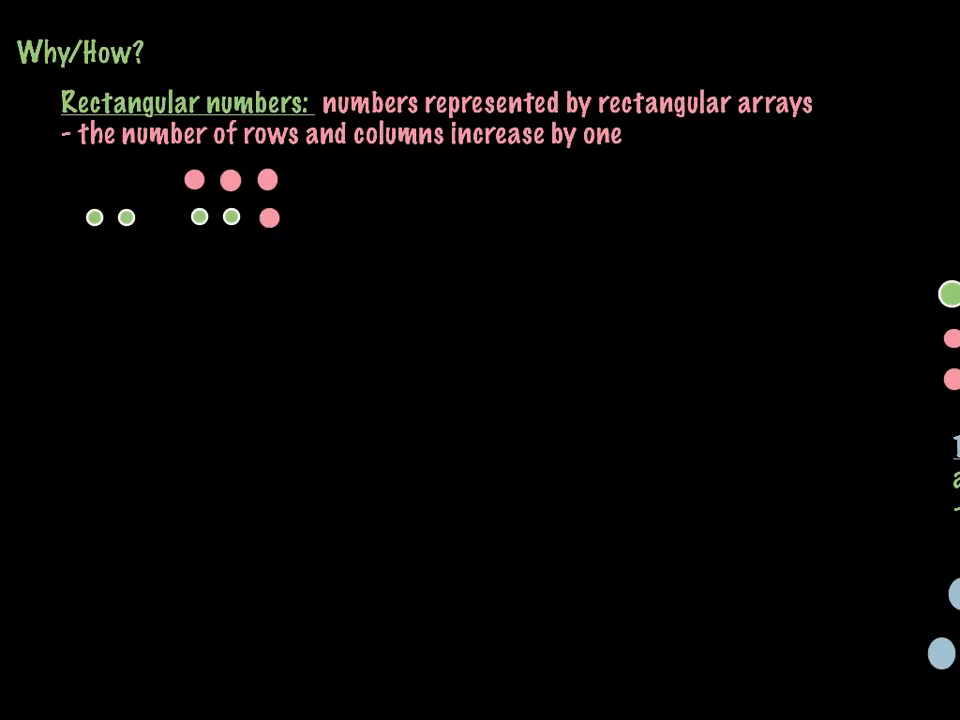 Why/How?
Rectangular numbers: numbers represented by rectangular arrays
- the number of rows and columns increase by one